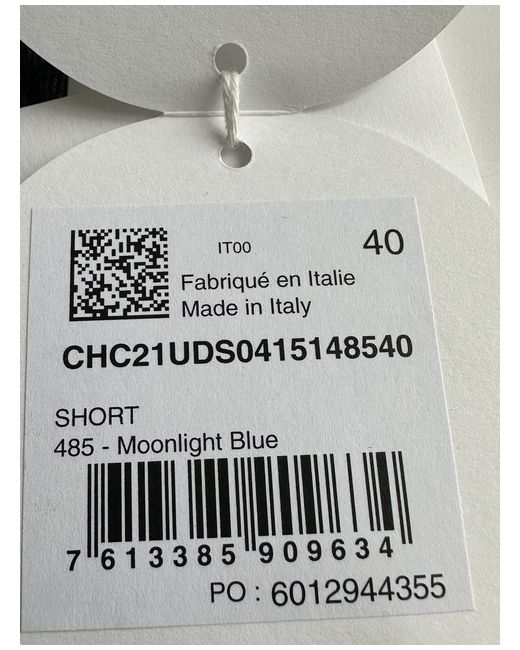 IT00 40
Fabriqué en Italie
Made in Italy
CHC21UDS0415148540
SHORT
485 - Moonlight Blue
7 613385 909634
PO : 6012944355